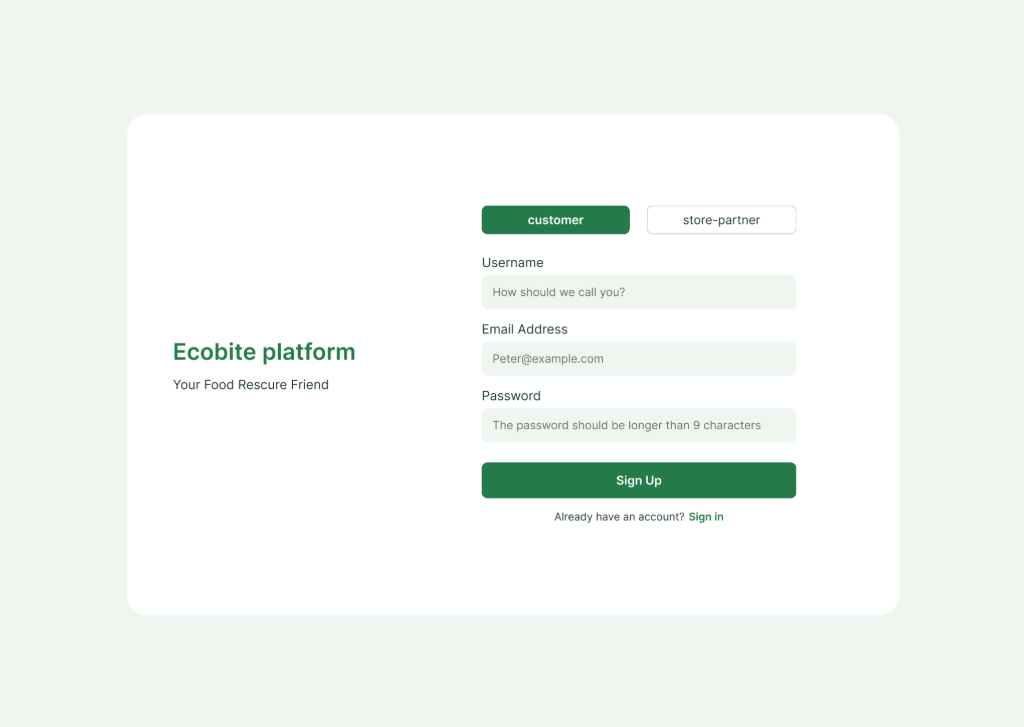 Ecobite platform
Your Food Rescure Friend
customer
store-partner
Username
How should we call you?
Email Address
Peter@example.com
Password
The password should be longer than 9 characters
Sign Up
Already have an account? Sign in